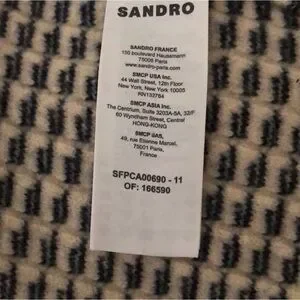 SANDRO
SANDRO FRANCE
150 boulevard Haussmann
75008 Paris
www.sandro-paris.com
SMCP USA Inc.
44 Wall Street, 12th Floor
New York, New York 10005
RN132764
SMCP ASIA Inc.
The Centrium, Suite 3203A-5A, 32/F
60 Wyndham Street, Central
HONG-KONG
SMCP SAS,
49, rue Etienne Marcel,
75001 Paris,
France
SFPCA00690 - 11
OF: 166590